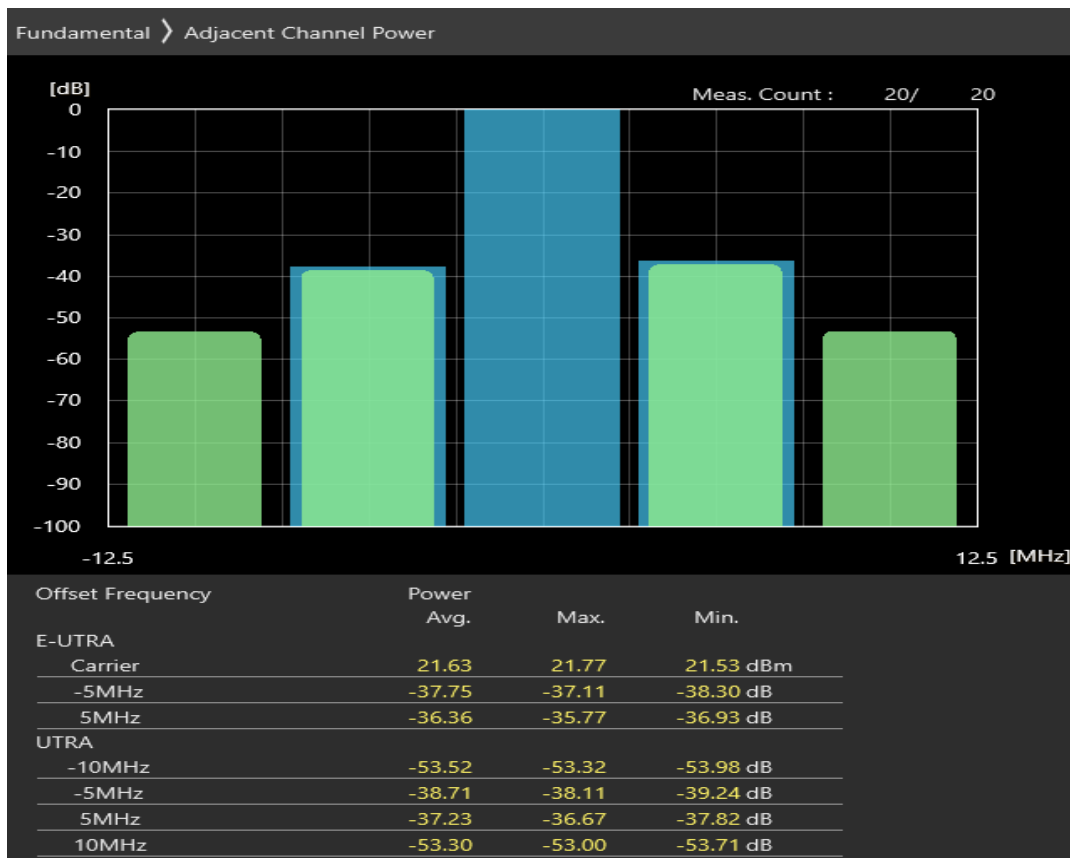 Fundamental 〉 Adjacent Channel Power
[dB]
Meas. Count : 20/ 20
0
-10
-20
-30
-40
-50
-60
-70
-80
-90
-100
-12.5 12.5 [MHz]
Offset Frequency Power
Avg. Max. Min.
E-UTRA
Carrier 21.63 21.77 21.53 dBm
-5MHz -37.75 -37.11 -38.30 dB
5MHz -36.36 -35.77 -36.93 dB
UTRA
-10MHz -53.52 -53.32 -53.98 dB
-5MHz -38.71 -38.11 -39.24 dB
5MHz -37.23 -36.67 -37.82 dB
10MHz -53.30 -53.00 -53.71 dB